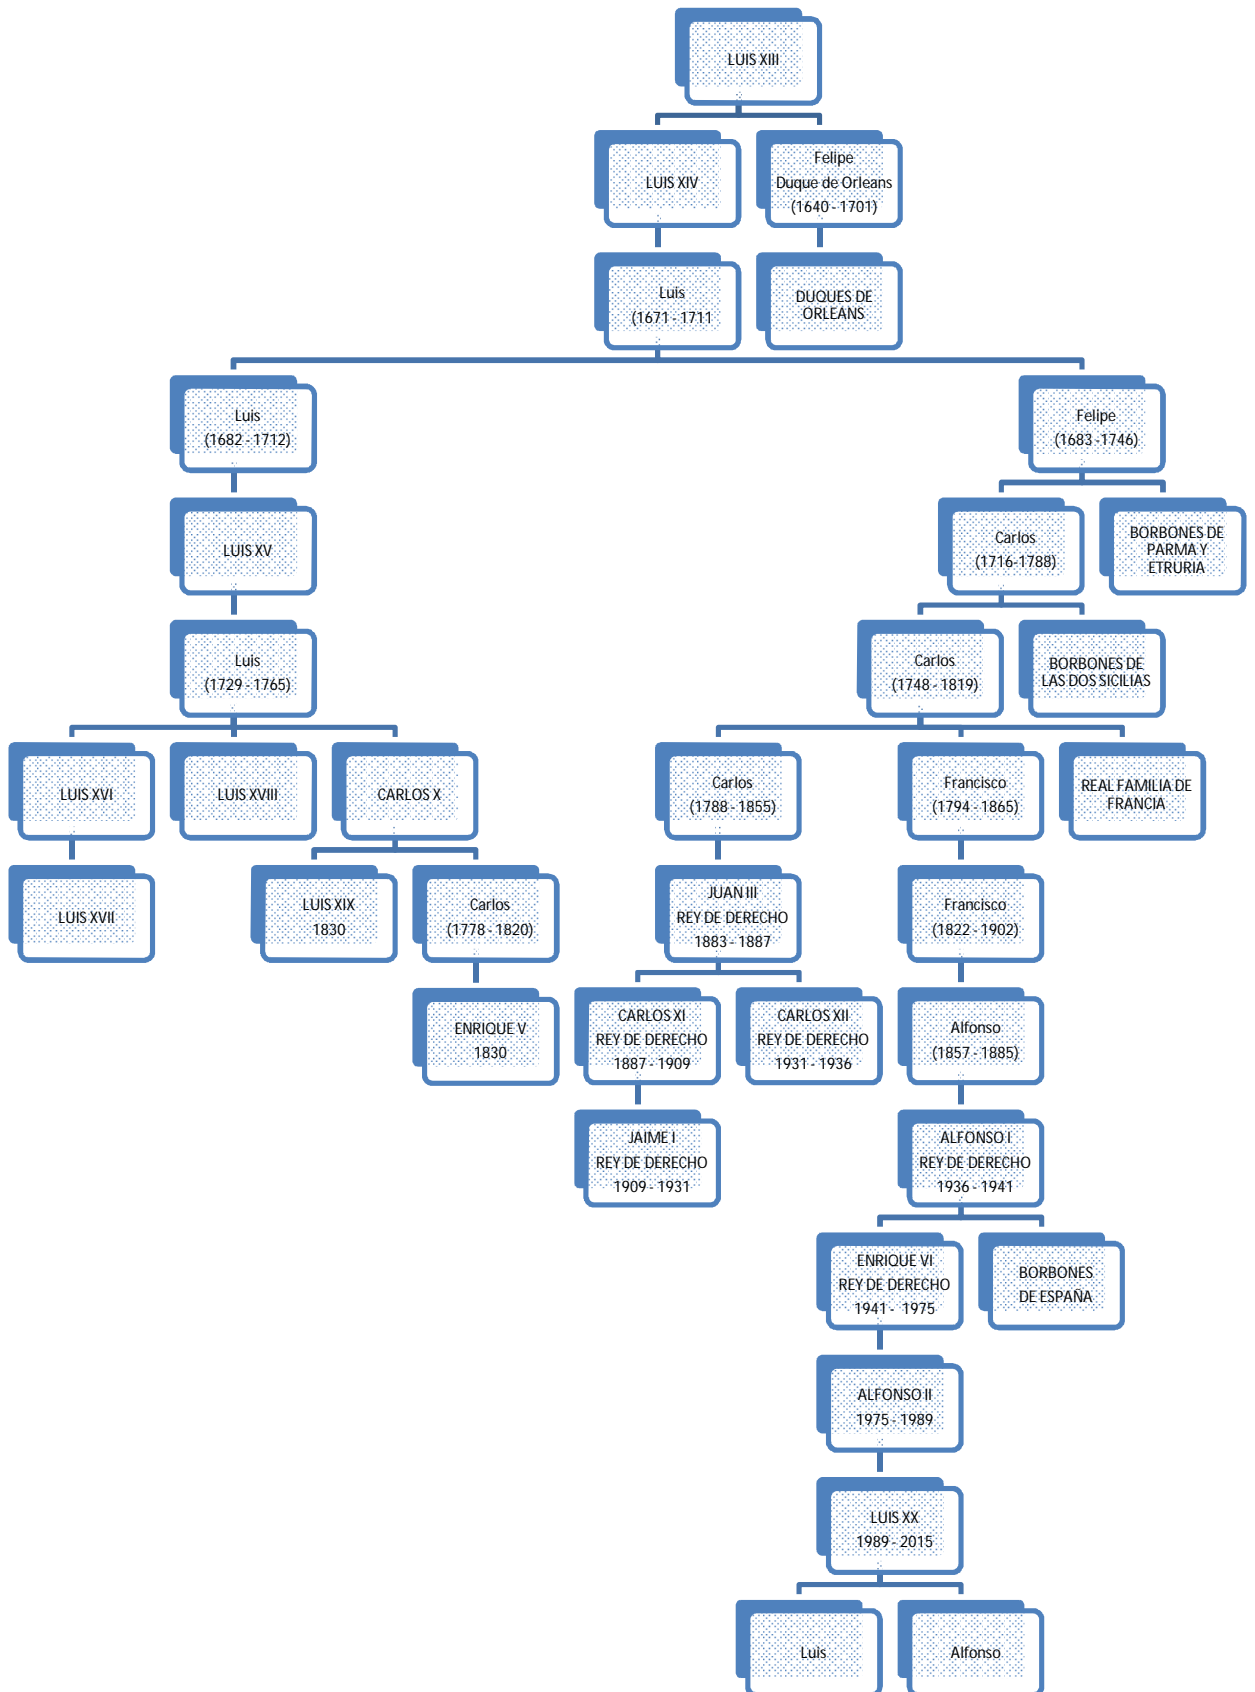 LUIS XIII
LUIS XIV
Felipe
Duque de Orleans
(1640 - 1701)
Luis
(1671 - 1711
DUQUES DE
ORLEANS
Luis
(1682 - 1712)
Felipe
(1683 -1746)
LUIS XV
Carlos
(1716-1788)
BORBONES DE
PARMA Y
ETRURIA
Luis
(1729 - 1765)
Carlos
(1748 - 1819)
BORBONES DE
LAS DOS SICILIAS
LUIS XVI
LUIS XVIII
CARLOS X
Carlos
(1788 - 1855)
Francisco
(1794 - 1865)
REAL FAMILIA DE
FRANCIA
LUIS XVII
LUIS XIX
1830
Carlos
(1778 - 1820)
JUAN III
REY DE DERECHO
1883 - 1887
Francisco
(1822 - 1902)
ENRIQUE V
1830
CARLOS XI
REY DE DERECHO
1887 - 1909
CARLOS XII
REY DE DERECHO
1931 - 1936
Alfonso
(1857 - 1885)
JAIME I
REY DE DERECHO
1909 - 1931
ALFONSO I
REY DE DERECHO
1936 - 1941
ENRIQUE VI
REY DE DERECHO
1941 - 1975
BORBONES
DE ESPAÑA
ALFONSO II
1975 - 1989
LUIS XX
1989 - 2015
Luis
Alfonso